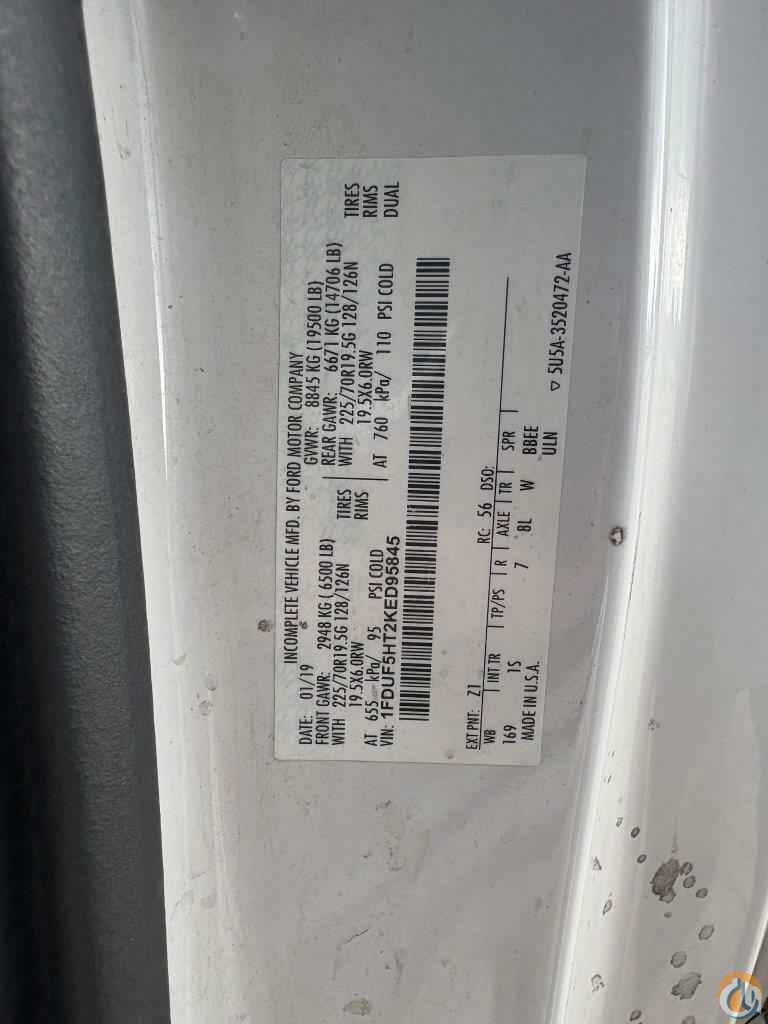 INCOMPLETE VEHICLE MFD. BY FORD MOTOR COMPANY
DATE: 01/19 GVWR: 8845 KG (19500 LB)
FRONT GAWR: 2948 KG ( 6500 LB) REAR GAWR: 6671 KG (14706 LB)
WITH 225/70R19.5G 128/126N TIRES WITH 225/70R19.5G 128/126N TIRES
19.5X6.0RW RIMS 19.5X6.0RW RIMS
AT 655 kPa/ 95 PSI COLD AT 760 kPa/ 110 PSI COLD DUAL
VIN: 1FDUF5HT2KED95845
EXT PNT: Z1 RC: 56 DSO:
WB INT TR TP/PS R AXLE TR SPR
169 1S 7 8L W BBEE
MADE IN U.S.A. ULN
▽ 5U5A-3520472-AA